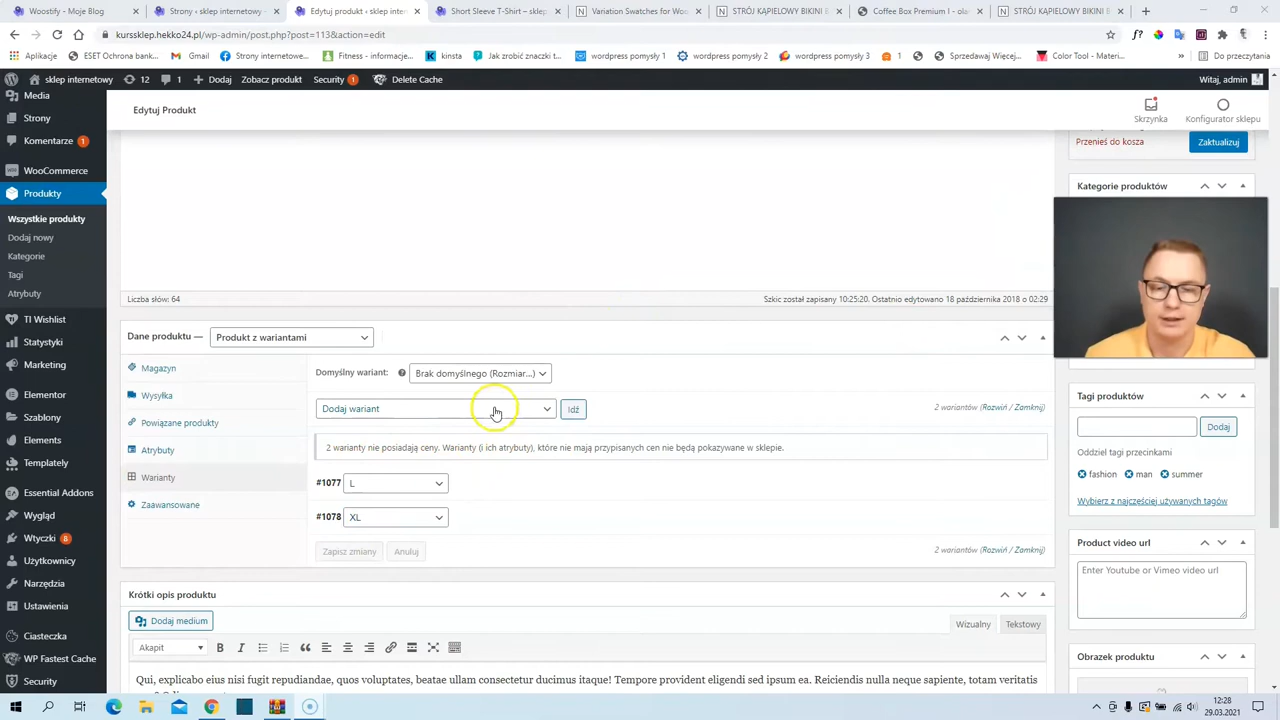 Woostify - Moj Blog
Strony ‹ sklep internetowy
Edytuj produkt ‹ sklep intern
Short Sleeve T-Shirt – sklep
Variation Swatches for Woo
STRÓJ KĄPIELOWY BIKINI B
Coffee Box Premium I - ola
STRÓJ KĄPIELOWY BIKINI E
kurssklep.hekko24.pl/wp-admin/post.php?post=113&action=edit
Aplikacje
ESET Ochrona bank...
Strony internetowe...
Fitness - informacje...
kinsta
Jak zrobić znaczki t...
wordpress pomysły 1
wordpress pomysły 2
wordpress pomysły 3
Sprzedawaj Więcej,...
Color Tool - Materi...
Do przeczytania
sklep internetowy
12
1
Dodaj
Zobacz produkt
Security 1
Delete Cache
Witaj, admin
Media
Strony
Komentarze 1
WooCommerce
Produkty
Wszystkie produkty
Dodaj nowy
Kategorie
Tagi
Atrybuty
TI Wishlist
Statystyki
Marketing
Elementor
Szablony
Elements
Templately
Essential Addons
Wygląd
Wtyczki 8
Użytkownicy
Narzędzia
Ustawienia
Ciasteczka
WP Fastest Cache
Security
Edytuj Produkt
Skrzynka
Konfigurator sklepu
Przenieś do kosza
Zaktualizuj
Kategorie produktów
Liczba słów: 64
Szkic został zapisany 10:25:20. Ostatnio edytowano 18 października 2018 o 02:29
Dane produktu —
Produkt z wariantami
Magazyn
Wysyłka
Powiązane produkty
Atrybuty
Warianty
Zaawansowane
Domyślny wariant:
Brak domyślnego (Rozmiar...)
Dodaj wariant
Idź
2 wariantów (Rozwiń / Zamknij)
2 warianty nie posiadają ceny. Warianty (i ich atrybuty), które nie mają przypisanych cen nie będą pokazywane w sklepie.
#1077
L
#1078
XL
Zapisz zmiany
Anuluj
2 wariantów (Rozwiń / Zamknij)
Krótki opis produktu
Dodaj medium
Wizualny
Tekstowy
Akapit
B
I
Qui, explicabo eius nisi fugit repudiandae, quos voluptates, beatae ullam consectetur ducimus itaque! Tempore provident eligendi sed ipsum ea. Reiciendis nulla neque sapiente, totam veritatis
Tagi produktów
Dodaj
Oddziel tagi przecinkami
fashion
man
summer
Wybierz z najczęściej używanych tagów
Product video url
Enter Youtube or Vimeo video url
Obrazek produktu
12:28
29.03.2021